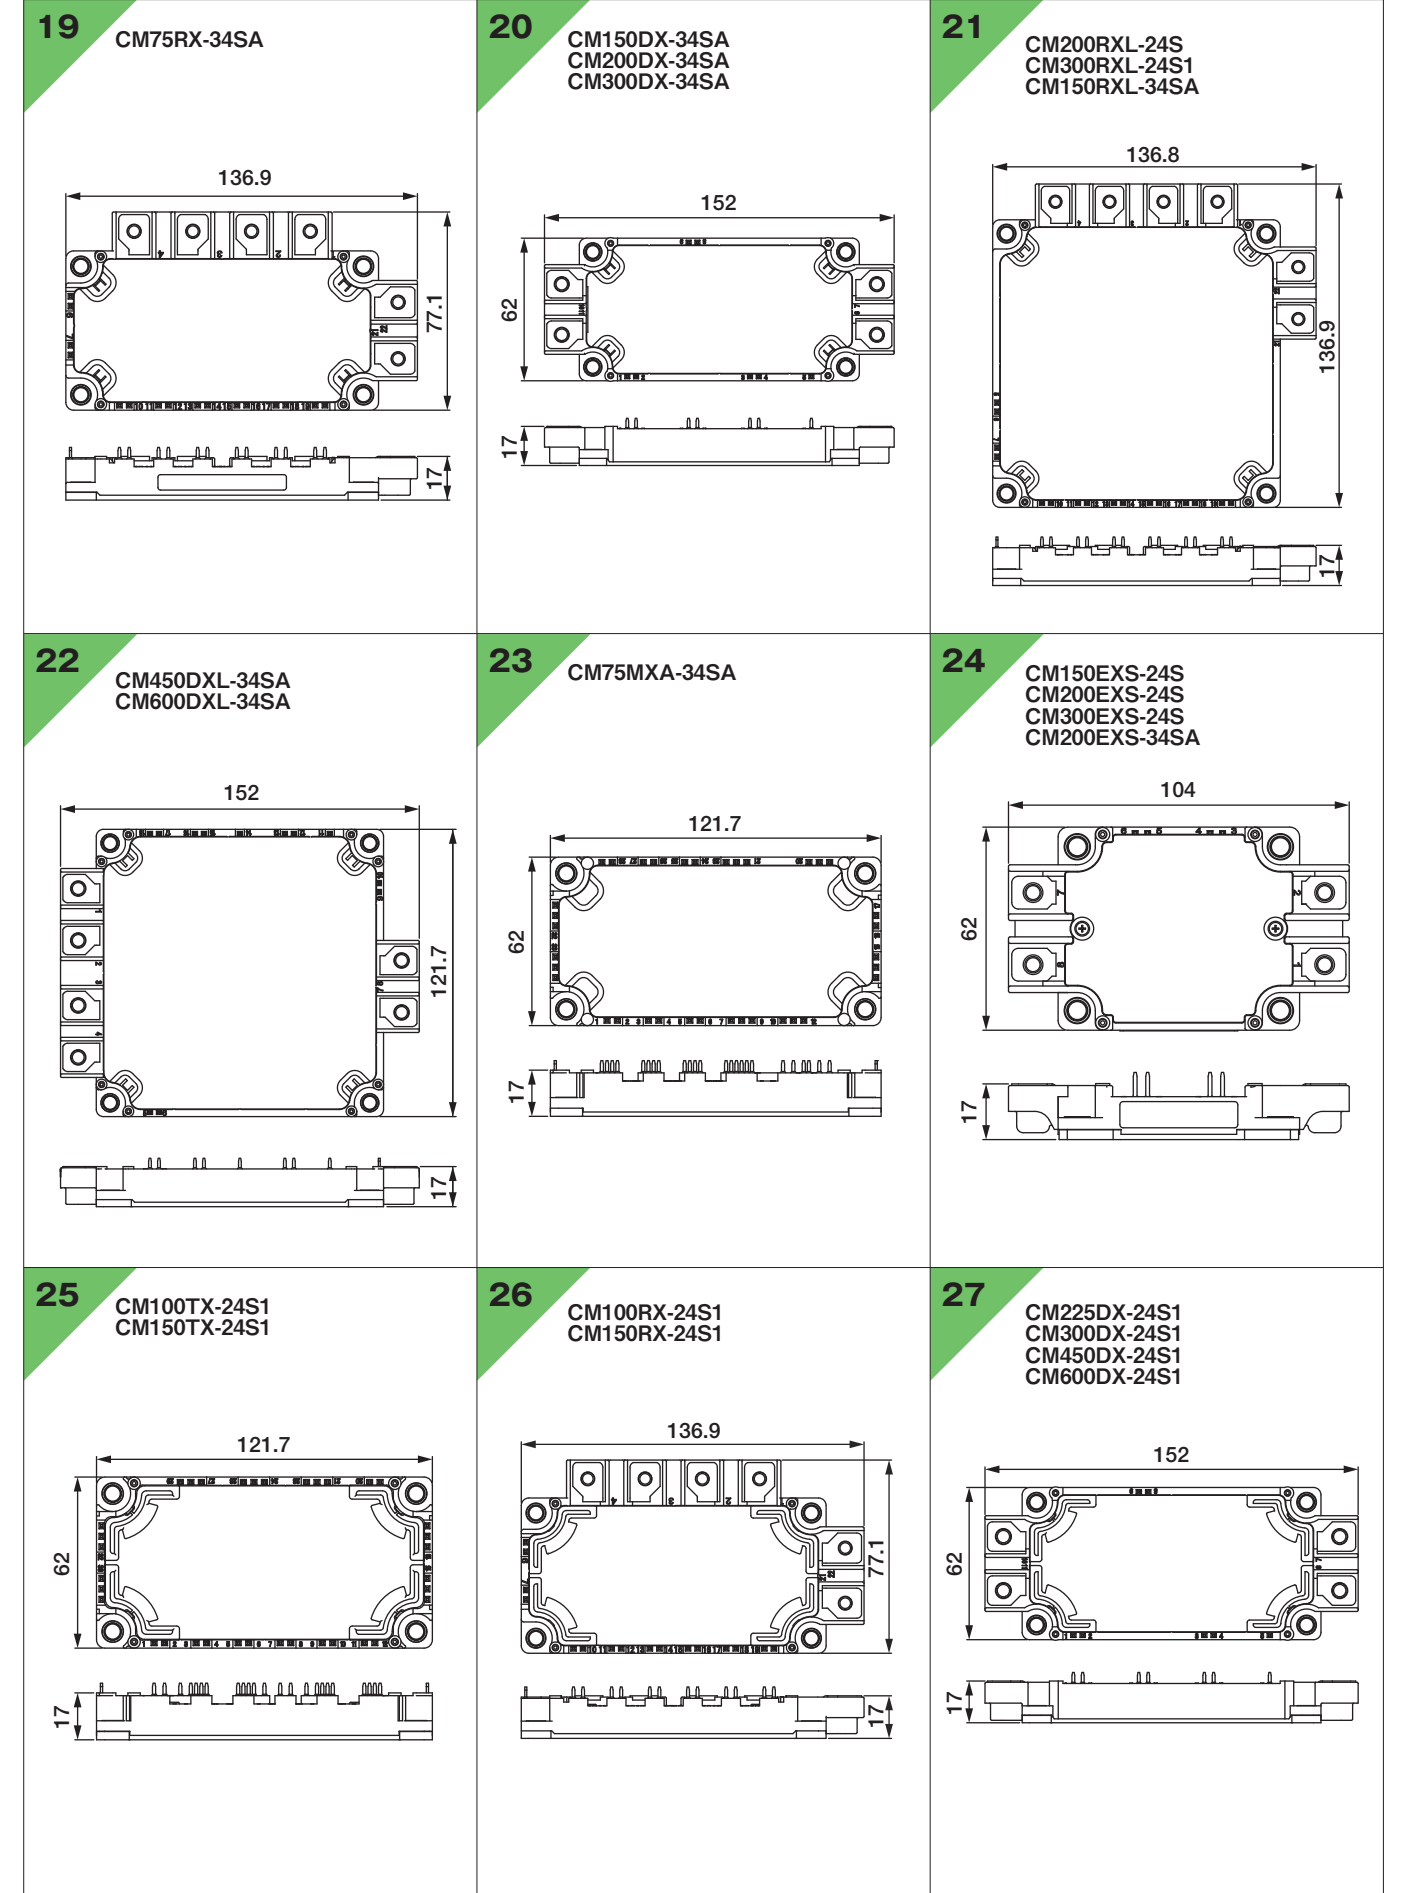 19
CM75RX-34SA
136.9
77.1
17
20
CM150DX-34SA
CM200DX-34SA
CM300DX-34SA
152
62
17
21
CM200RXL-24S
CM300RXL-24S1
CM150RXL-34SA
136.8
136.9
17
22
CM450DXL-34SA
CM600DXL-34SA
152
121.7
17
23
CM75MXA-34SA
121.7
62
17
24
CM150EXS-24S
CM200EXS-24S
CM300EXS-24S
CM200EXS-34SA
104
62
17
25
CM100TX-24S1
CM150TX-24S1
121.7
62
17
26
CM100RX-24S1
CM150RX-24S1
136.9
77.1
17
27
CM225DX-24S1
CM300DX-24S1
CM450DX-24S1
CM600DX-24S1
152
62
17